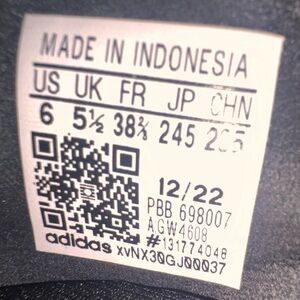 MADE IN INDONESIA
US UK FR JP CHN
6 5½ 38⅔ 245
12/22
PBB 698007
AGW4608
#131774048
adidas xvNX30GJ00037